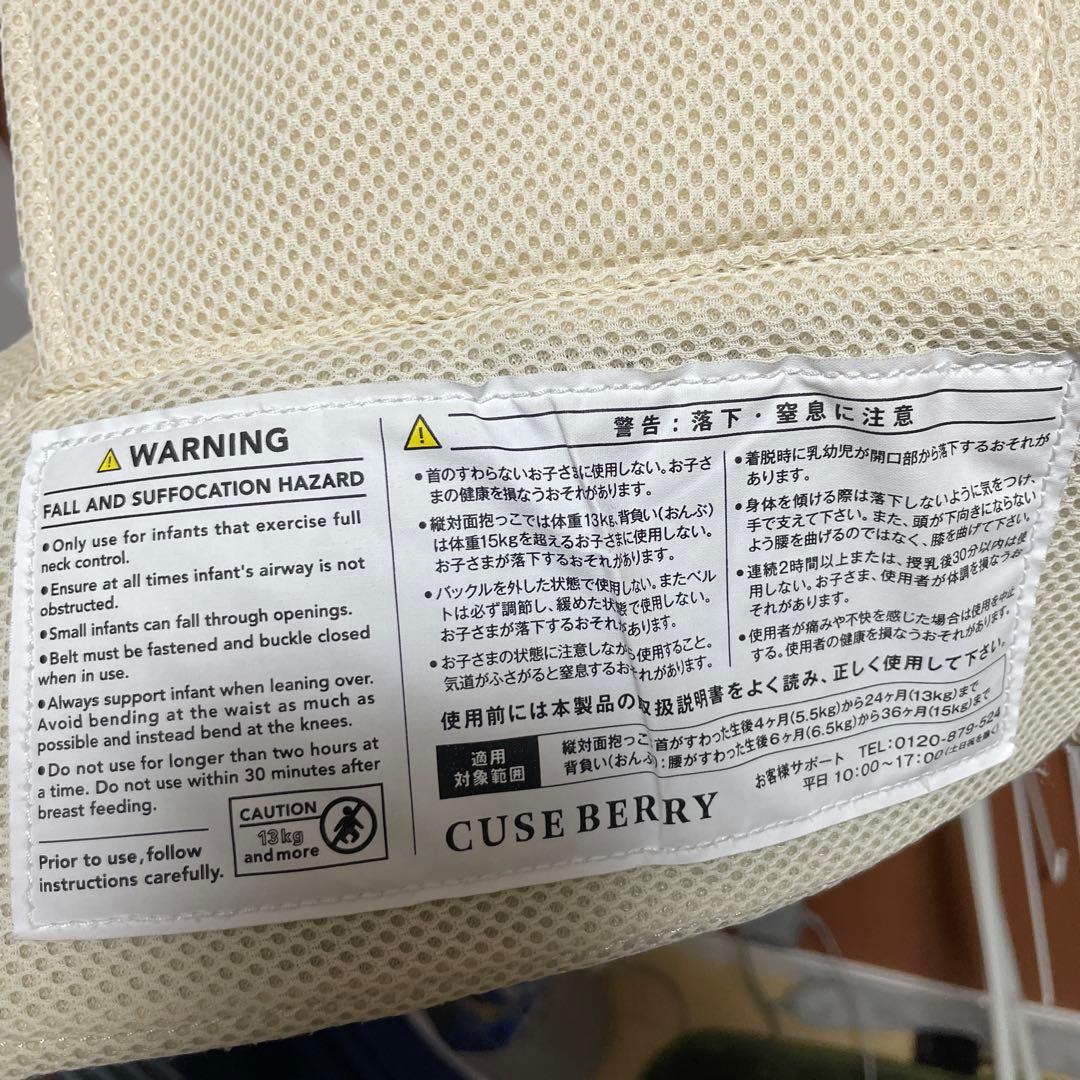 WARNING
FALL AND SUFFOCATION HAZARD
•Only use for infants that exercise full
neck control.
•Ensure at all times infant's airway is not
obstructed.
•Small infants can fall through openings.
•Belt must be fastened and buckle closed
when in use.
•Always support infant when leaning over.
Avoid bending at the waist as much as
possible and instead bend at the knees.
•Do not use for longer than two hours at
a time. Do not use within 30 minutes after
breast feeding.
Prior to use, follow
instructions carefully.
CAUTION
13kg
and more
警告：落下・窒息に注意
•首のすわらないお子さまに使用しない。お子さ
まの健康を損なうおそれがあります。
•縦対面抱っこでは体重13kg、背負い(おんぶ)
は体重15kgを超えるお子さまに使用しない。
お子さまが落下するおそれがあります。
•バックルを外した状態で使用しない。またベル
トは必ず調節し、緩めた状態で使用しない。
お子さまが落下するおそれがあります。
•お子さまの状態に注意しながら使用すること。
気道がふさがると窒息するおそれがあります。
•着脱時に乳幼児が開口部から落下するおそれが
あります。
•身体を傾ける際は落下しないように気をつけ、
手で支えて下さい。また、頭が下向きにならない
よう腰を曲げるのではなく、膝を曲げて下さい。
•連続2時間以上または、授乳後30分以内は使
用しない。お子さま、使用者が体調を損なうお
それがあります。
•使用者が痛みや不快を感じた場合は使用を中止
する。使用者の健康を損なうおそれがあります。
使用前には本製品の取扱説明書をよく読み、正しく使用して下さい。
適用
対象範囲
縦対面抱っこ：首がすわった生後4ヶ月(5.5kg)から24ヶ月(13kg)まで
背負い(おんぶ)：腰がすわった生後6ヶ月(6.5kg)から36ヶ月(15kg)まで
CUSE BERRY
お客様サポート TEL：0120-879-524
平日 10:00～17:00(土日祝を除く)